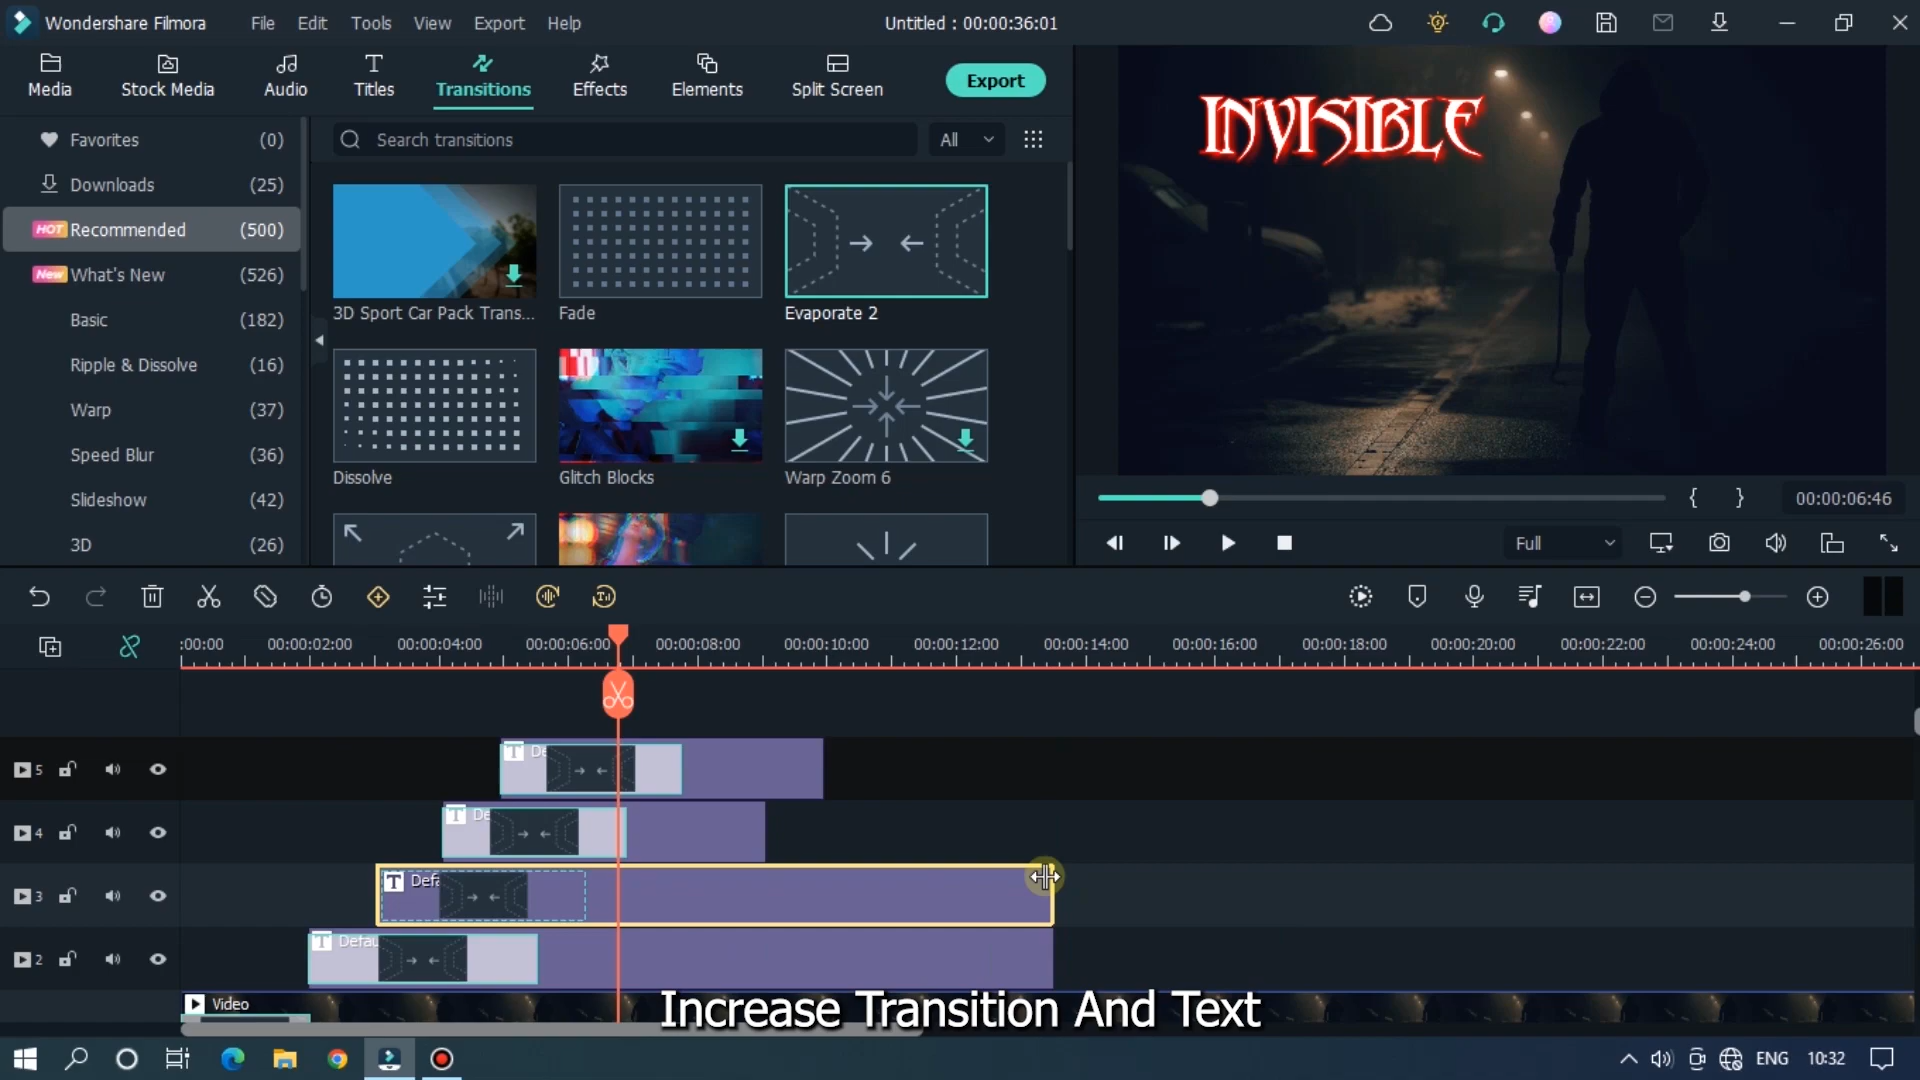 Wondershare Filmora File Edit Tools View Export Help Untitled : 00:00:36:01
Media Stock Media Audio Titles Transitions Effects Elements Split Screen Export
Favorites (0)
Downloads (25)
HOT Recommended (500)
New What's New (526)
Basic (182)
Ripple & Dissolve (16)
Warp (37)
Speed Blur (36)
Slideshow (42)
3D (26)
Search transitions All
3D Sport Car Pack Trans... Fade Evaporate 2
Dissolve Glitch Blocks Warp Zoom 6
INVISIBLE
{ } 00:00:06:46
Full
:00:00 00:00:02:00 00:00:04:00 00:00:06:00 00:00:08:00 00:00:10:00 00:00:12:00 00:00:14:00 00:00:16:00 00:00:18:00 00:00:20:00 00:00:22:00 00:00:24:00 00:00:26:00
5 T De
4 T De
3 T Defa
2 T Defau
Video
Increase Transition And Text
ENG 10:32